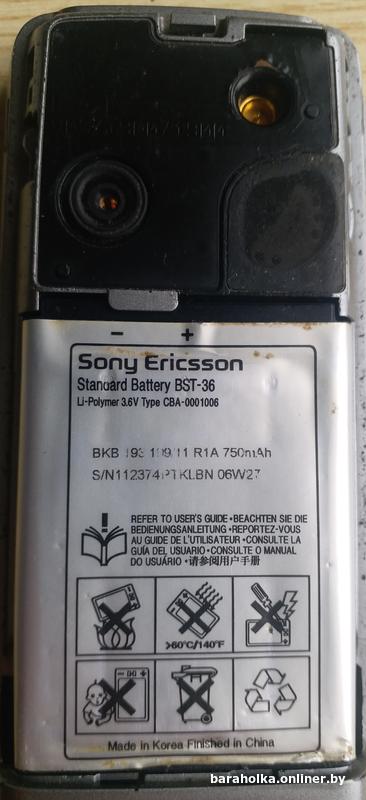 − +
Sony Ericsson
Standard Battery BST-36
Li-Polymer 3.6V Type CBA-0001006
BKB 193 199/11 R1A 750mAh
S/N112374PTKLBN 06W27
REFER TO USER'S GUIDE • BEACHTEN SIE DIE
BEDIENUNGSANLEITUNG • REPORTEZ-VOUS
AU GUIDE DE L'UTILISATEUR • CONSULTE LA
GUÍA DEL USUARIO • CONSULTE O MANUAL
DO USUÁRIO • 请参阅用户手册
>60°C/140°F
− +
Made in Korea Finished in China
baraholka.onliner.by